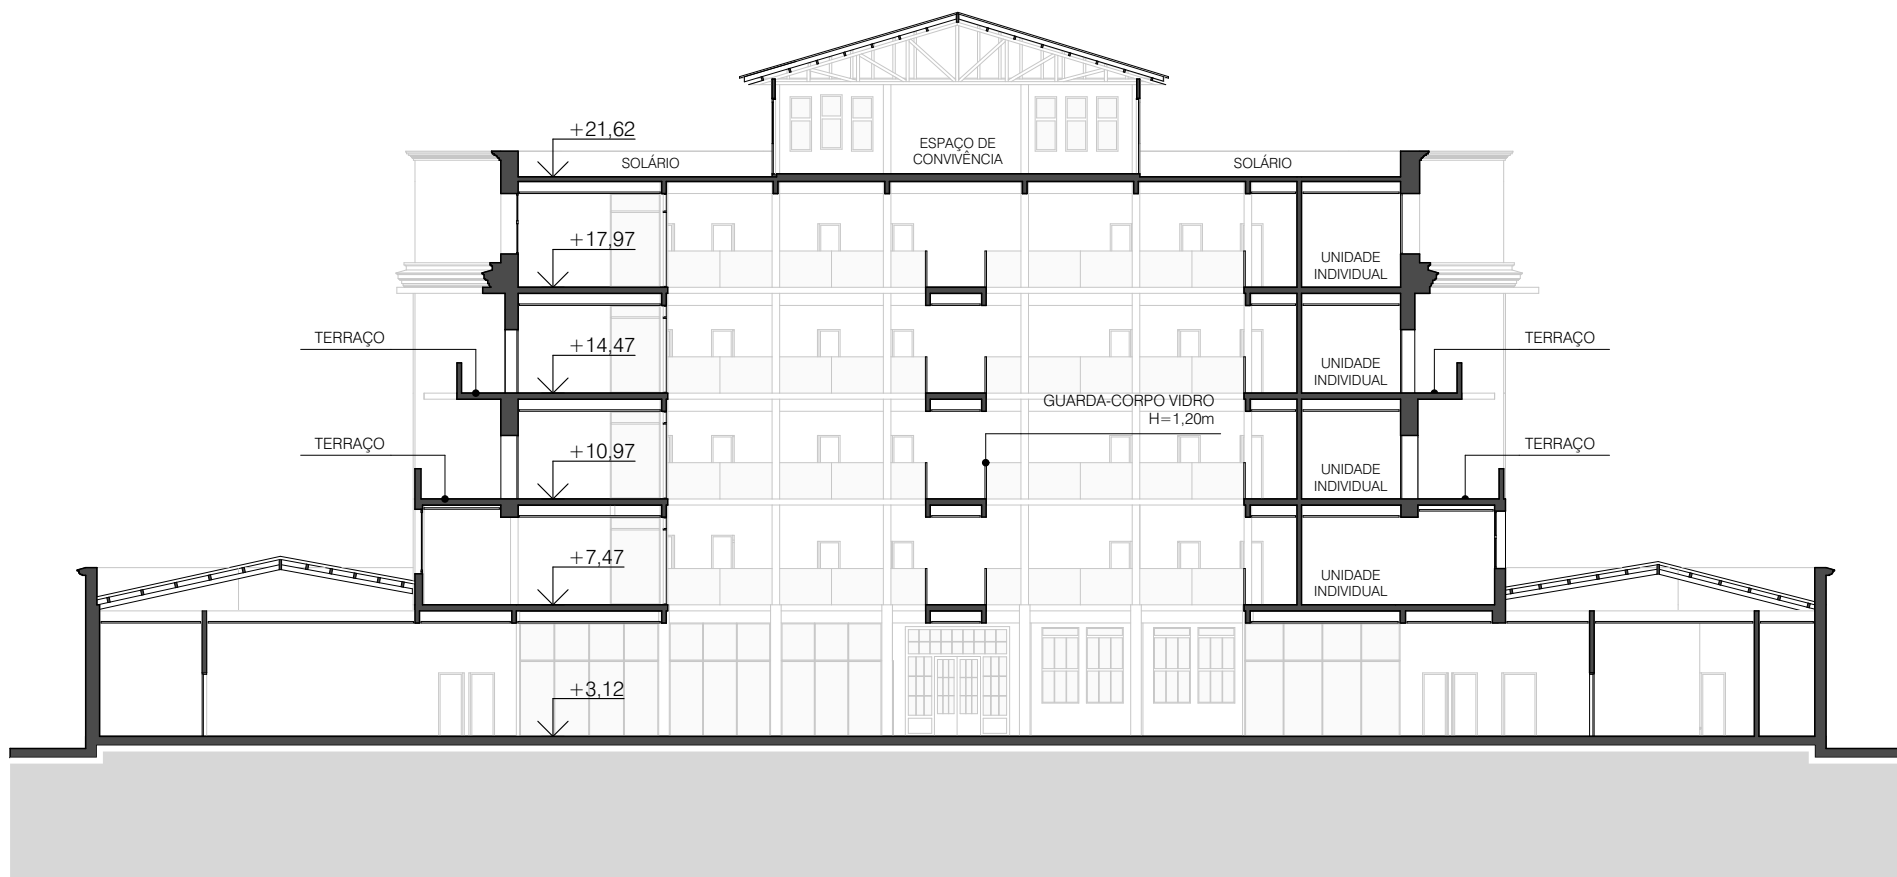 +21,62
SOLÁRIO
ESPAÇO DE
CONVIVÊNCIA
SOLÁRIO
+17,97
UNIDADE
INDIVIDUAL
TERRAÇO
+14,47
UNIDADE
INDIVIDUAL
TERRAÇO
GUARDA-CORPO VIDRO
H=1,20m
TERRAÇO
+10,97
UNIDADE
INDIVIDUAL
TERRAÇO
+7,47
UNIDADE
INDIVIDUAL
+3,12